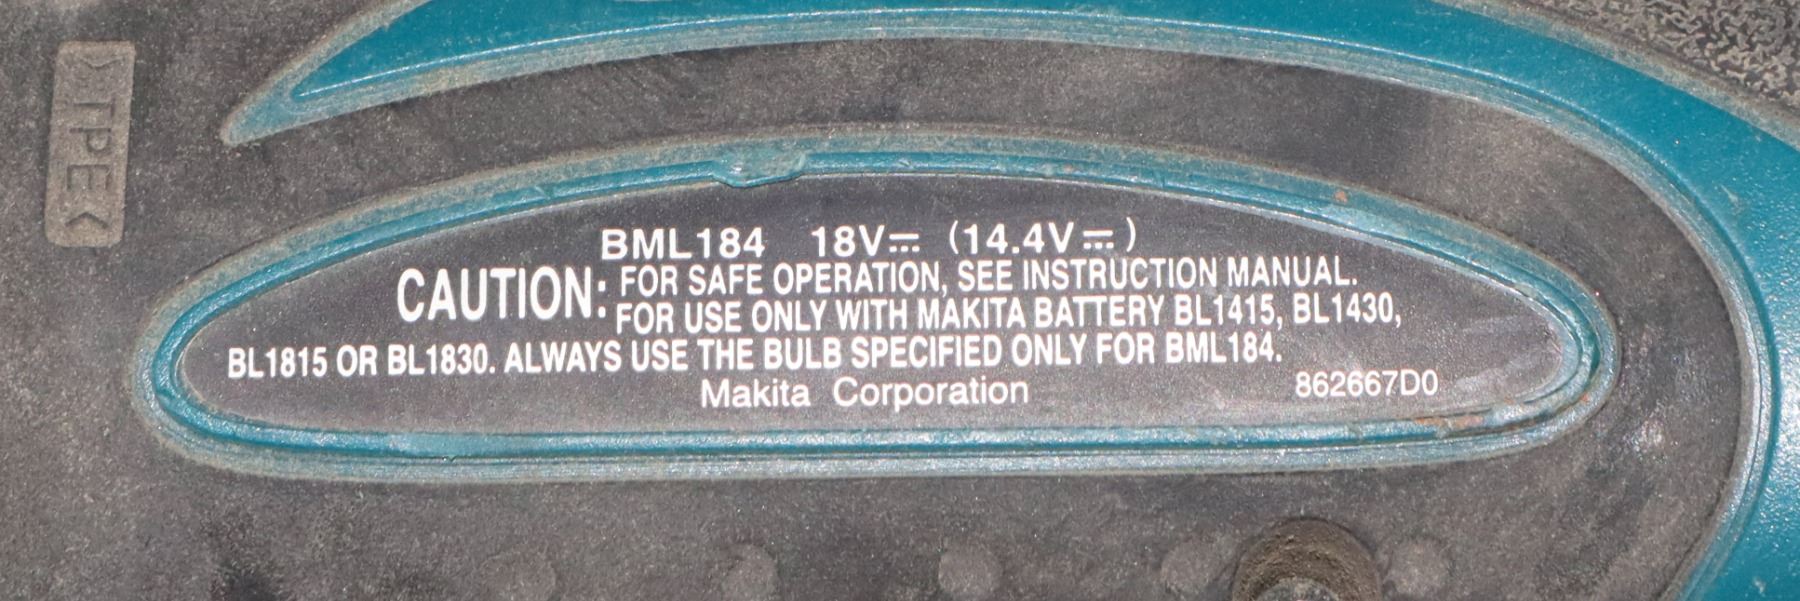 >TPE<
BML184 18V⎓ (14.4V⎓)
CAUTION: FOR SAFE OPERATION, SEE INSTRUCTION MANUAL.
FOR USE ONLY WITH MAKITA BATTERY BL1415, BL1430,
BL1815 OR BL1830. ALWAYS USE THE BULB SPECIFIED ONLY FOR BML184.
Makita Corporation
862667D0